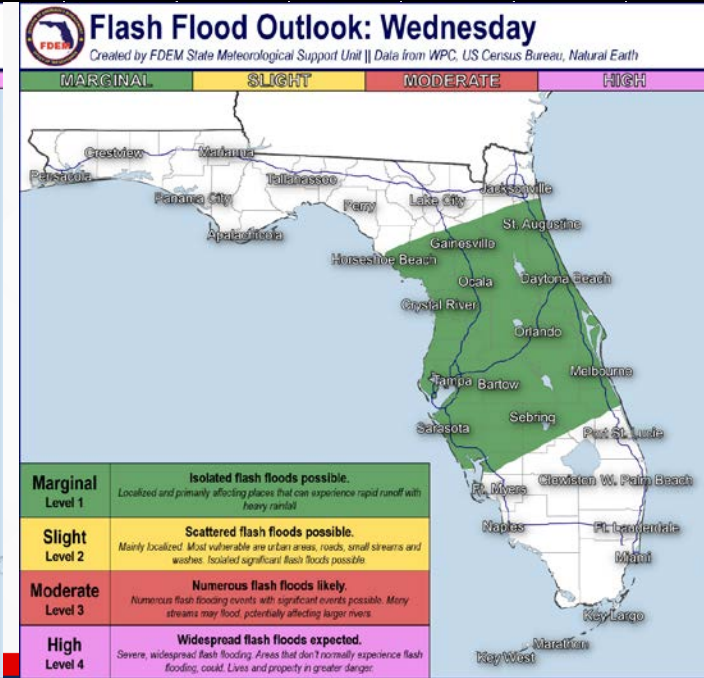 Flash Flood Outlook: Wednesday
Created by FDEM State Meteorological Support Unit || Data from WPC, US Census Bureau, Natural Earth
FDEM
MARGINAL
SLIGHT
MODERATE
HIGH
Crestview
Marianna
Pensacola
Tallahassee
Jacksonville
Panama City
Perry
Lake City
Apalachicola
St. Augustine
Gainesville
Horseshoe Beach
Ocala
Daytona Beach
Crystal River
Orlando
Melbourne
Tampa
Bartow
Sebring
Sarasota
Port St. Lucie
Clewiston
W. Palm Beach
Ft. Myers
Naples
Ft. Lauderdale
Miami
Key Largo
Marathon
Key West
Marginal
Level 1
Isolated flash floods possible.
Localized and primarily affecting places that can experience rapid runoff with
heavy rainfall
Slight
Level 2
Scattered flash floods possible.
Mainly localized. Most vulnerable are urban areas, roads, small streams and
washes. Isolated significant flash floods possible.
Moderate
Level 3
Numerous flash floods likely.
Numerous flash flooding events with significant events possible. Many
streams may flood, potentially affecting larger rivers.
High
Level 4
Widespread flash floods expected.
Severe, widespread flash flooding. Areas that don't normally experience flash
flooding, could. Lives and property in greater danger.